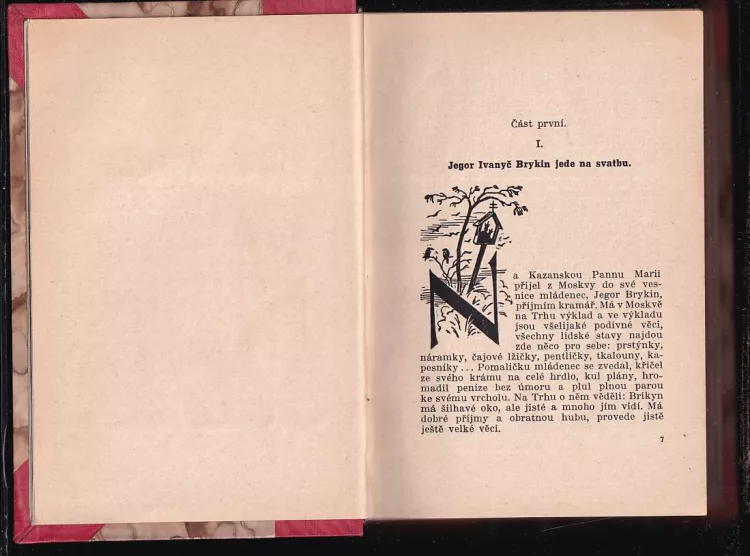 Část první.
I.
Jegor Ivanyč Brykin jede na svatbu.
Na Kazanskou Pannu Marii
přijel z Moskvy do své ves-
nice mládenec, Jegor Brykin,
příjmím kramář. Má v Moskvě
na Trhu výklad a ve výkladu
jsou všelijaké podivné věci,
všechny lidské stavy najdou
zde něco pro sebe: prstýnky,
náramky, čajové lžičky, pentličky, tkalouny, ka-
pesníky ... Pomaličku mládenec se zvedal, křičel
ze svého krámu na celé hrdlo, kul plány, hro-
madil peníze bez úmoru a plul plnou parou
ke svému vrcholu. Na Trhu o něm věděli: Brikyn
má šilhavé oko, ale jisté a mnoho jím vidí. Má
dobré příjmy a obratnou hubu, provede jistě
ještě velké věci.
7